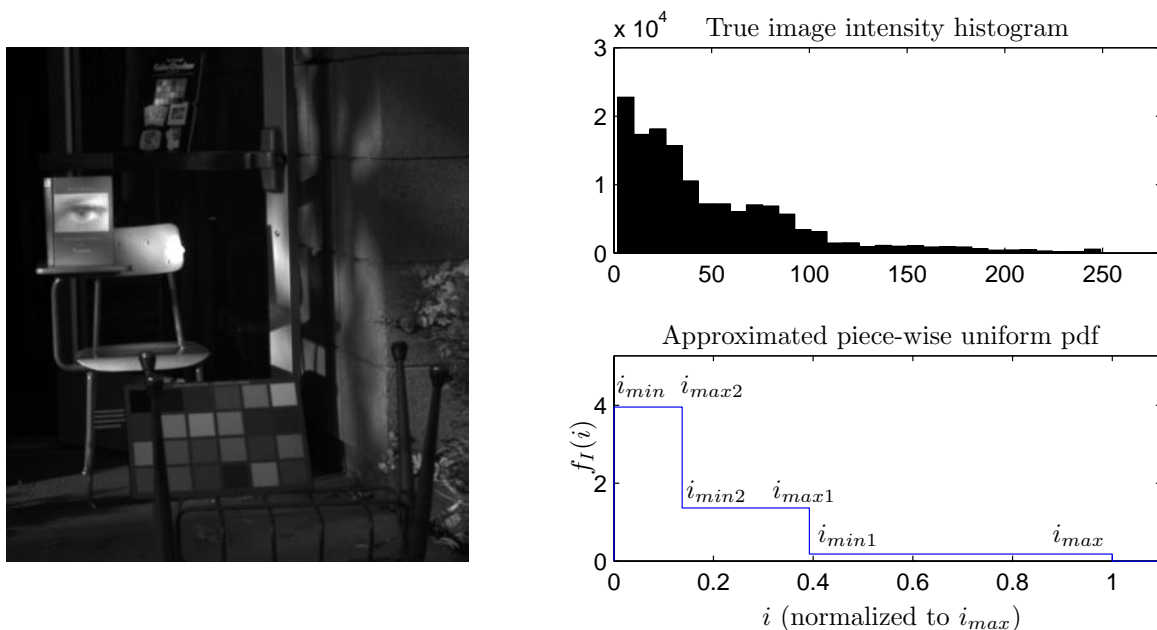 True image intensity histogram
x 10^4
3
2
1
0
0 50 100 150 200 250
Approximated piece-wise uniform pdf
i_min i_max2
i_min2 i_max1
i_min1 i_max
f_I(i)
4
2
0
0 0.2 0.4 0.6 0.8 1
i (normalized to i_max)
ColorChecker